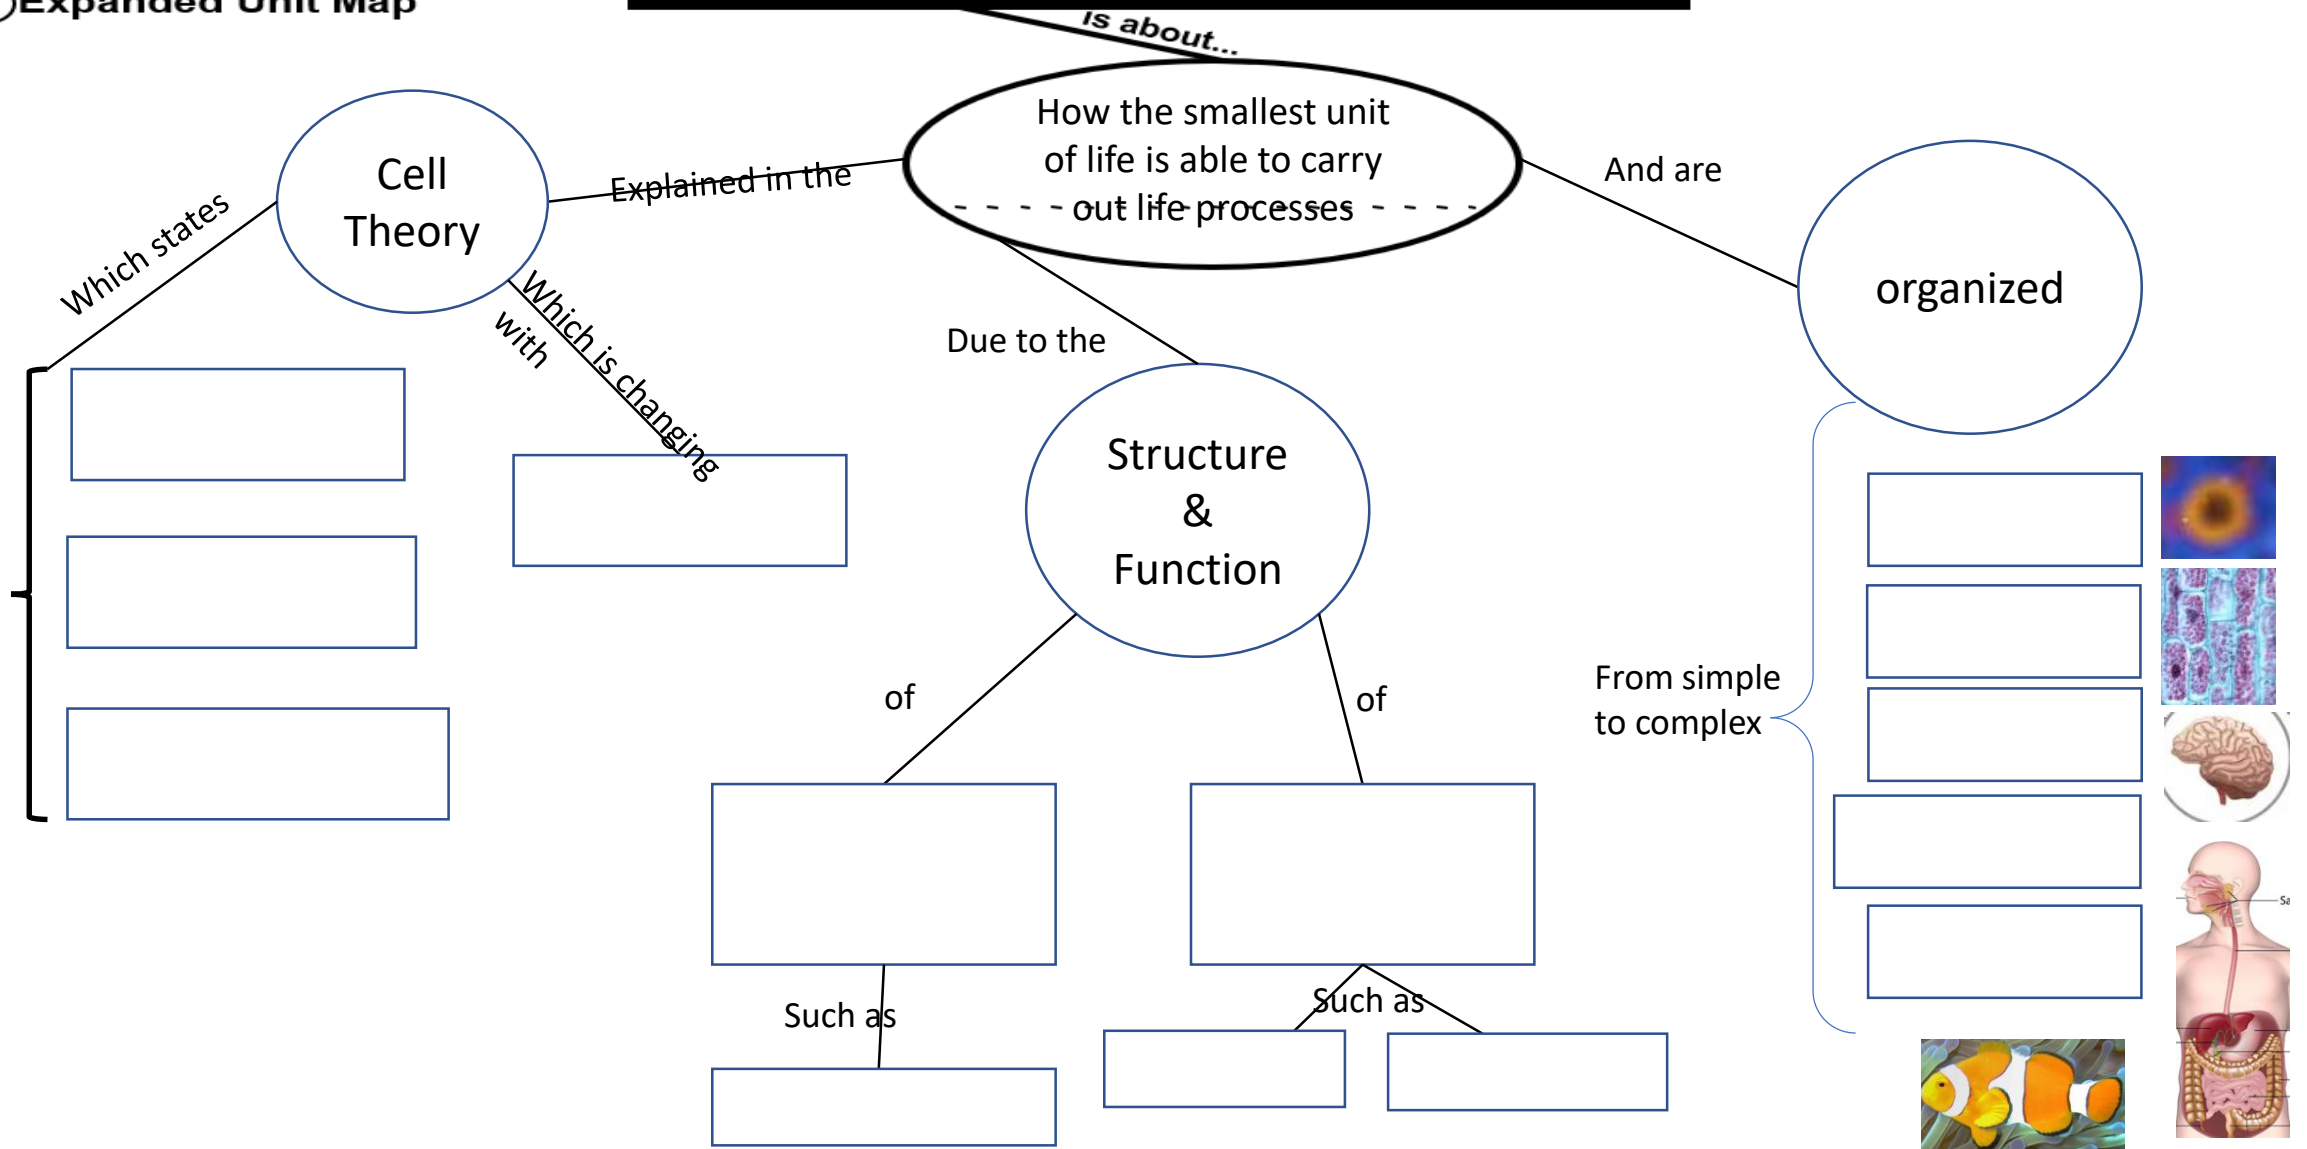 Expanded Unit Map
is about...
How the smallest unit
of life is able to carry
out life processes
Cell
Theory
Explained in the
And are
organized
Which states
Which is changing
with
Due to the
Structure
&
Function
of
of
From simple
to complex
Such as
Such as
Sa